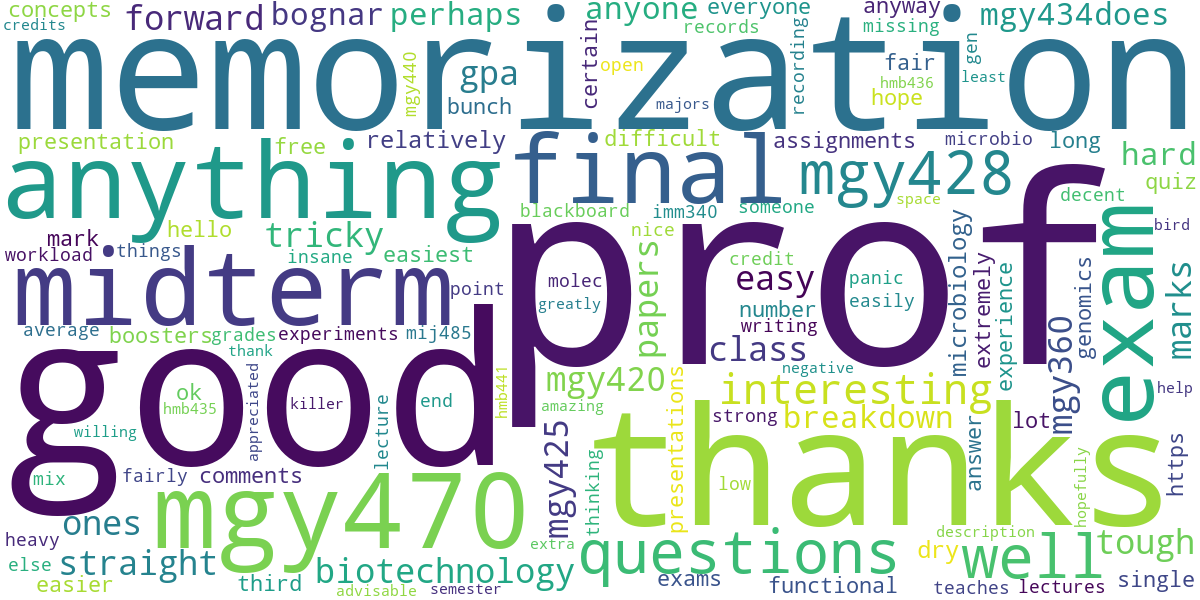 concepts
credits
forward
bognar
perhaps
anyone
everyone
records
anyway
missing
mgy434does
memorization
mgy440
gpa
bunch
certain
open
majors
recording
fair
hmb436
hope
gen
least
presentation
free
relatively
difficult
assignments
microbio
long
hard
quiz
anything
final
mgy428
space
decent
hello
tricky
blackboard
imm340
someone
nice
bird
mark
workload
things
insane
easiest
midterm
point
molec
greatly
prof
credit
easy
number
writing
panic
easily
microbiology
extremely
experience
mgy360
genomics
exam
marks
papers
average
boosters
grades
experiments
mij485
thank
class
negative
good
ok
hmb435
appreciated
killer
end
hmb441
mgy420
amazing
interesting
help
willing
lecture
strong
breakdown
lot
presentations
thanks
answer
https
mix
fairly
comments
mgy425
thinking
low
hopefully
mgy470
ones
heavy
else
straight
easier
third
biotechnology
advisable
semester
extra
questions
exams
functional
description
dry
well
tough
teaches
lectures
single